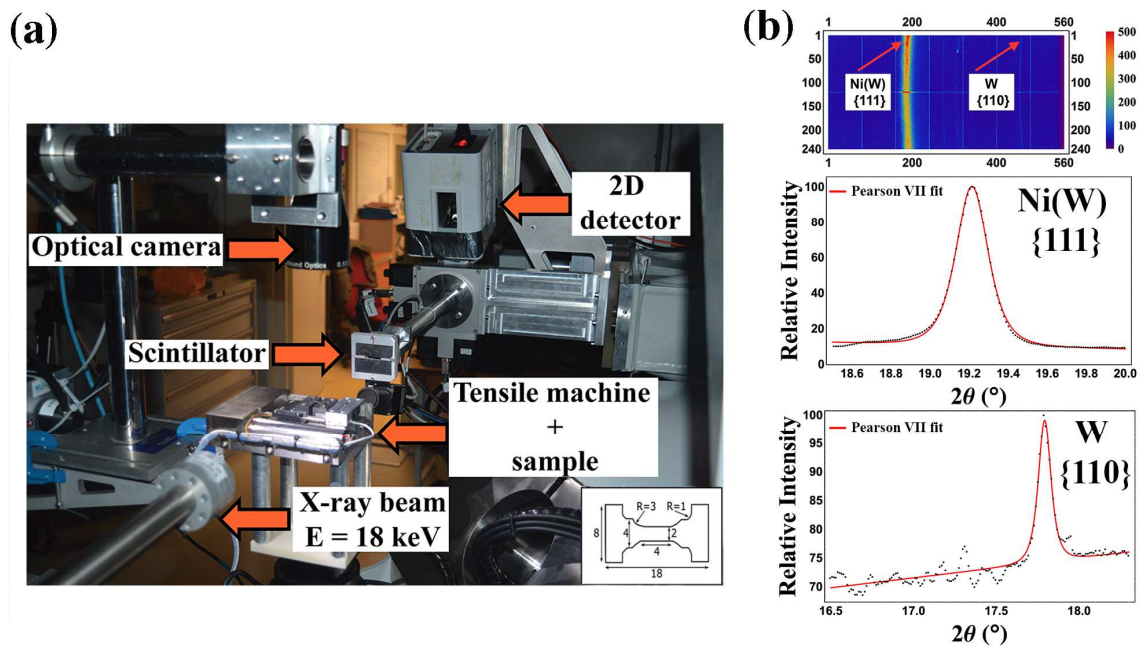 (a)
Optical camera
2D
detector
Scintillator
Tensile machine
+
sample
X-ray beam
E = 18 keV
R=3 R=1
8 4 2
4
18
(b)
1 200 400 560
1 1
50 50
100 100
150 150
200 200
240 240
1 200 400 560
500
400
300
200
100
0
Ni(W)
{111}
W
{110}
Relative Intensity
100
80
60
40
20
0
Pearson VII fit
Ni(W)
{111}
18.6 19.0 19.2 19.4 19.6 19.8 20.0
2θ (°)
Relative Intensity
100
95
90
85
80
75
70
Pearson VII fit
W
{110}
16.5 17.0 17.5 18.0
2θ (°)